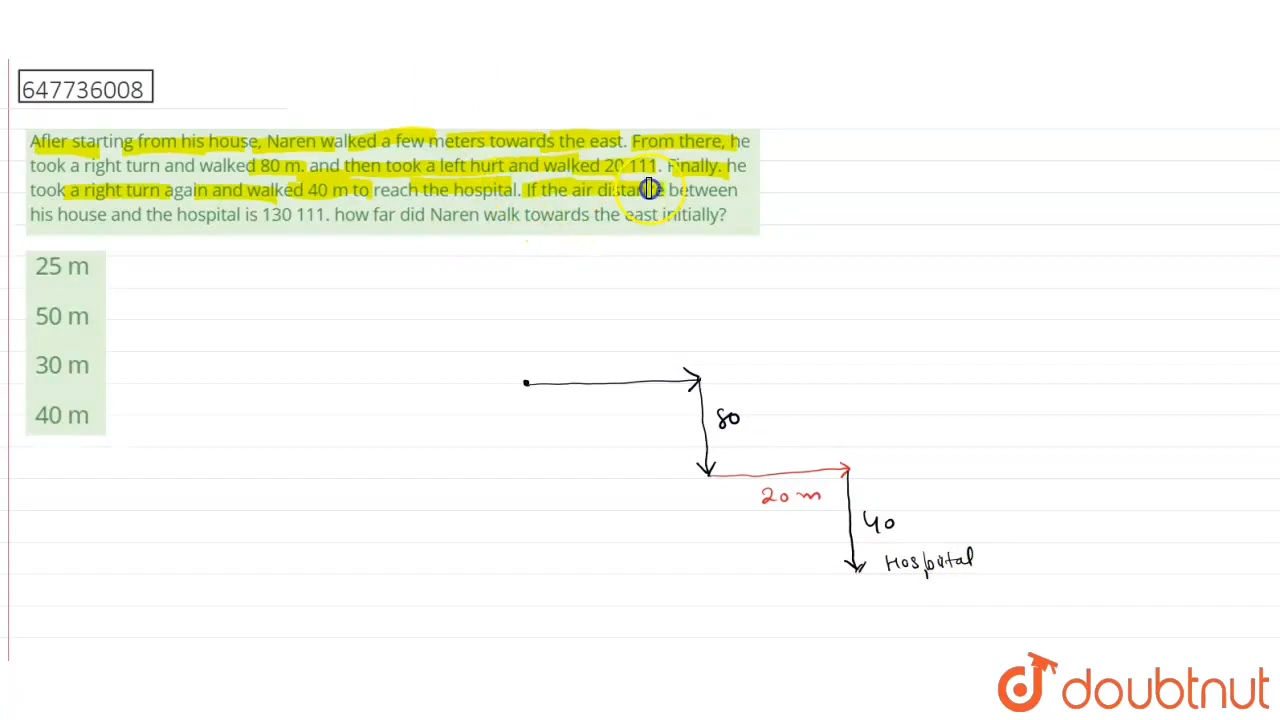 647736008
Afler starting from his house, Naren walked a few meters towards the east. From there, he
took a right turn and walked 80 m. and then took a left hurt and walked 20 111. Finally. he
took a right turn again and walked 40 m to reach the hospital. If the air distance between
his house and the hospital is 130 111. how far did Naren walk towards the east initially?
25 m
50 m
30 m
40 m
80
20 m
40
Hospital
doubtnut